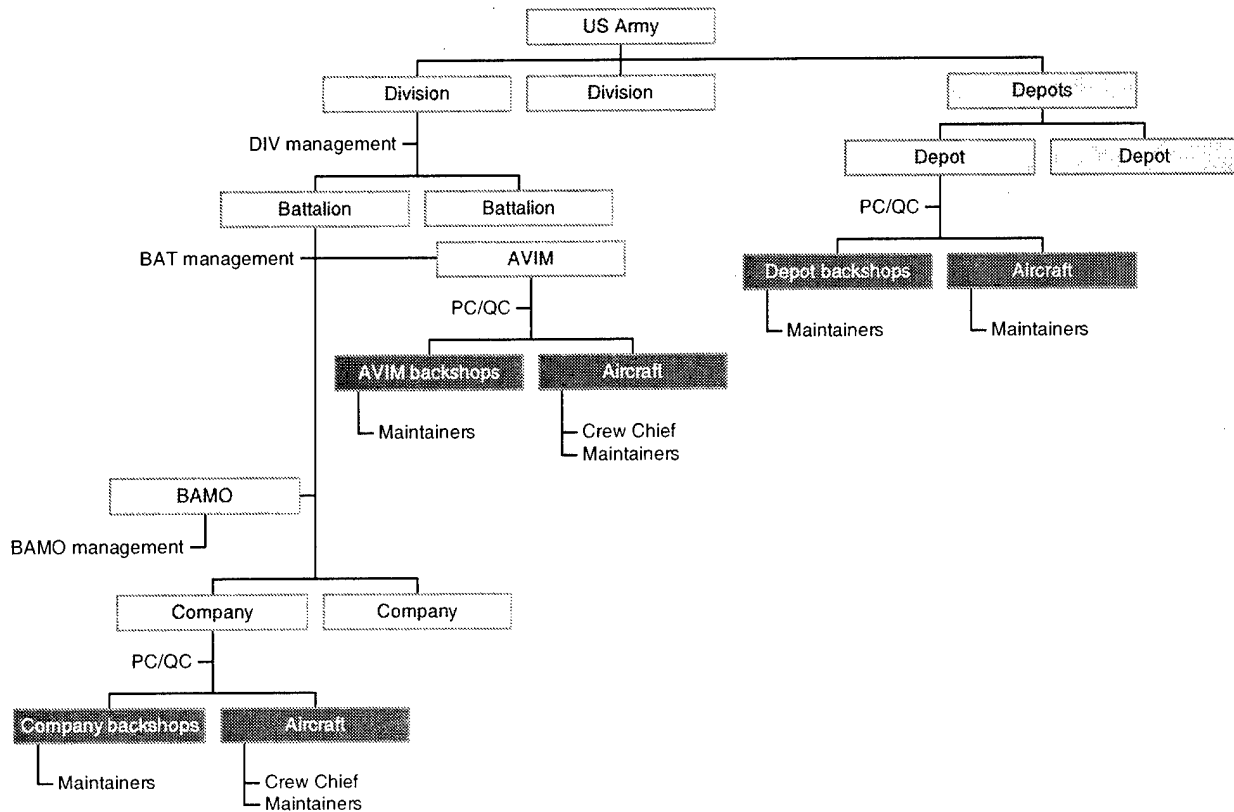 US Army
Division
Division
Depots
DIV management
Depot
Depot
Battalion
Battalion
PC/QC
BAT management
AVIM
Depot backshops
Aircraft
PC/QC
Maintainers
Maintainers
AVIM backshops
Aircraft
Maintainers
Crew Chief
Maintainers
BAMO
BAMO management
Company
Company
PC/QC
Company backshops
Aircraft
Maintainers
Crew Chief
Maintainers